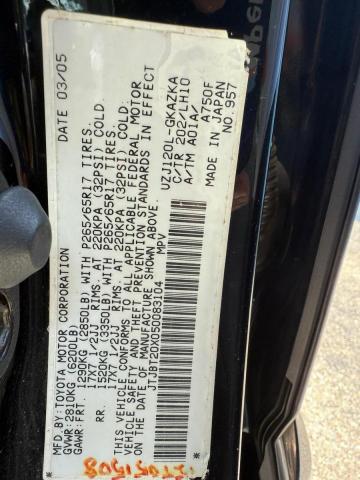 MFD.BY:TOYOTA MOTOR CORPORATION DATE 03/05
GVWR:2810KG (6200LB)
GAWR:FRT. 1290KG (2850LB) WITH P265/65R17 TIRES.
17X7 1/2JJ RIMS. AT 220KPA (32PSI) COLD.
RR. 1520KG (3350LB) WITH P265/65R17 TIRES.
17X7 1/2JJ RIMS. AT 220KPA (32PSI) COLD.
THIS VEHICLE CONFORMS TO ALL APPLICABLE FEDERAL MOTOR
VEHICLE SAFETY AND THEFT PREVENTION STANDARDS IN EFFECT
ON THE DATE OF MANUFACTURE SHOWN ABOVE.
JTJBT20X050083104 MPV
UZJ120L-GKAZKA
C/TR 202/LH10
A/TM A01A/ A750F
JAPAN NO.957